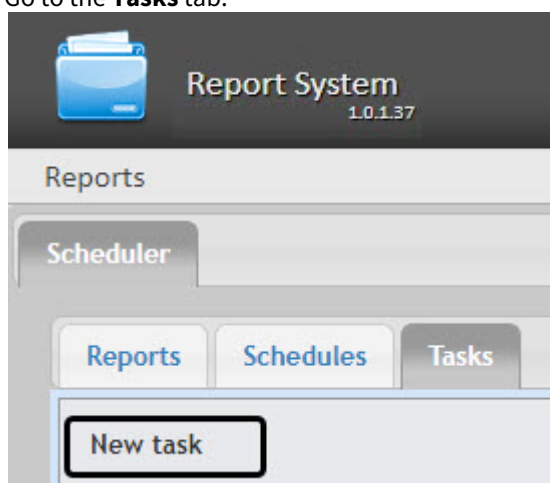 Go to the Tasks tab.
Report System
1.0.1.37
Reports
Scheduler
Reports Schedules Tasks
New task